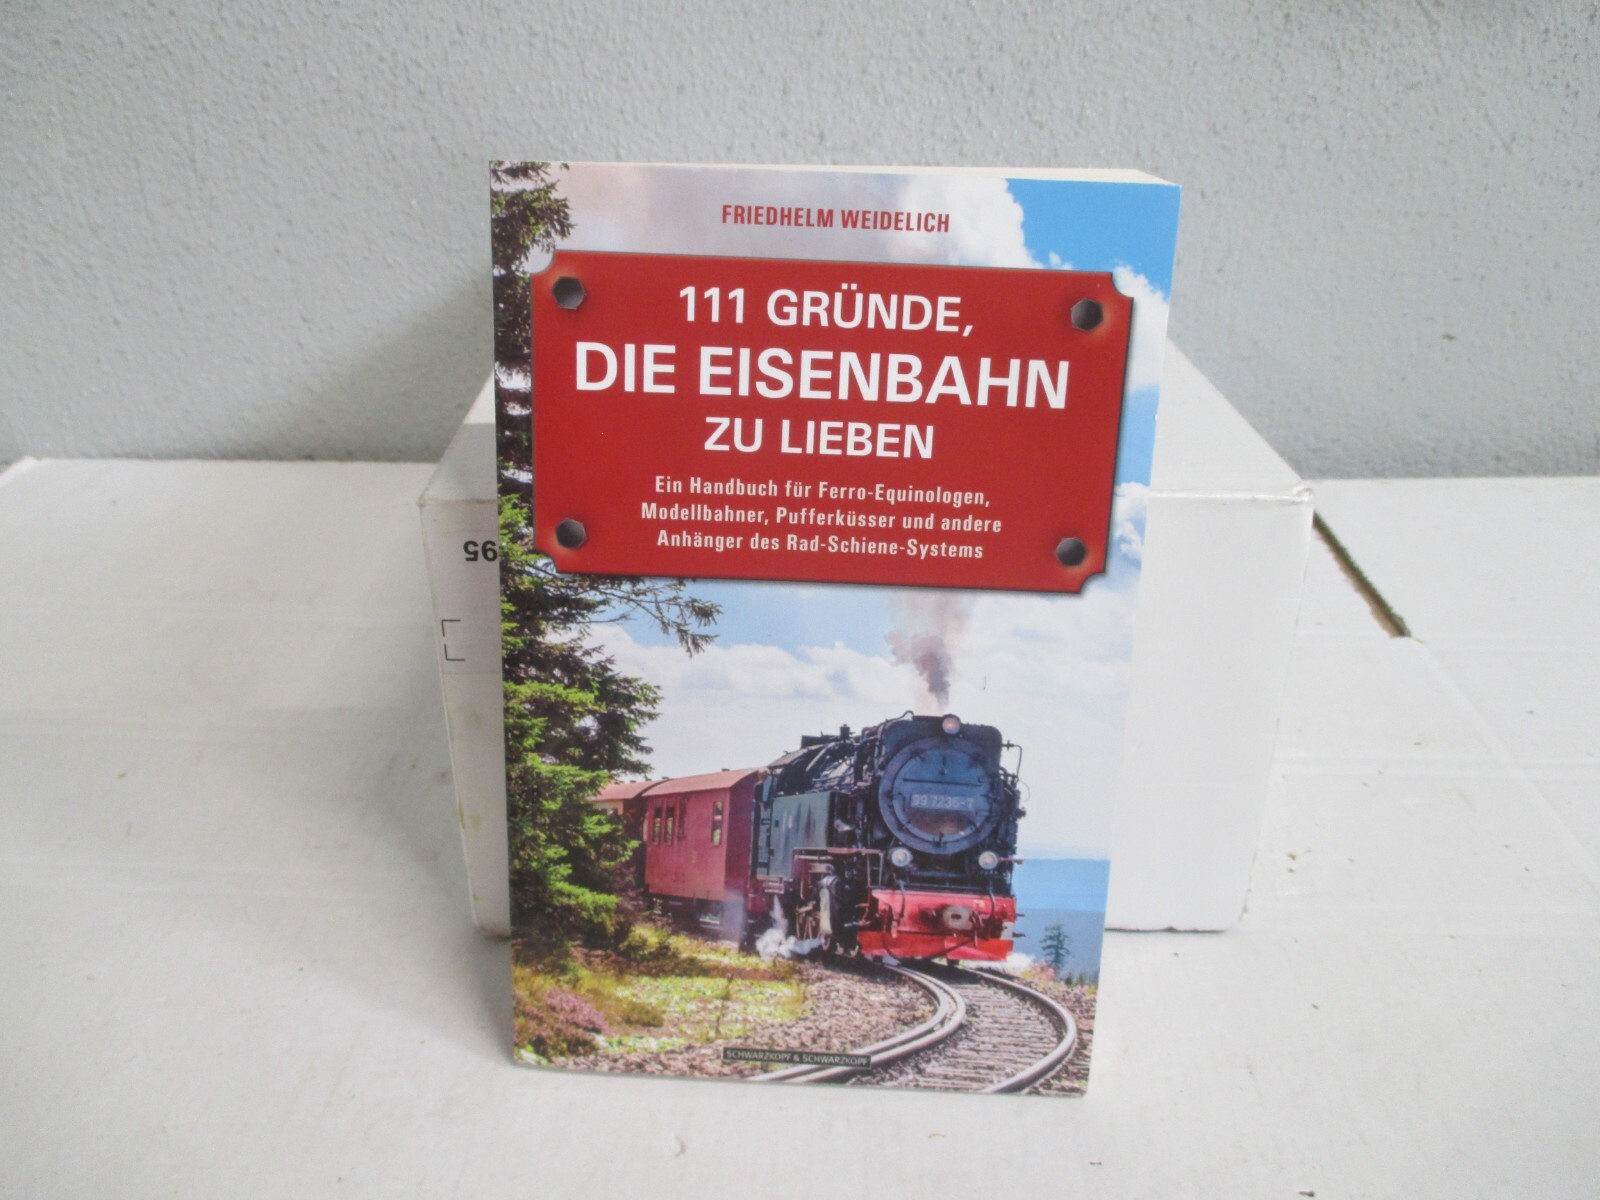 FRIEDHELM WEIDELICH
111 GRÜNDE,
DIE EISENBAHN
ZU LIEBEN
Ein Handbuch für Ferro-Equinologen,
Modellbahner, Pufferküsser und andere
Anhänger des Rad-Schiene-Systems
99 7235-7
SCHWARZKOPF & SCHWARZKOPF
95